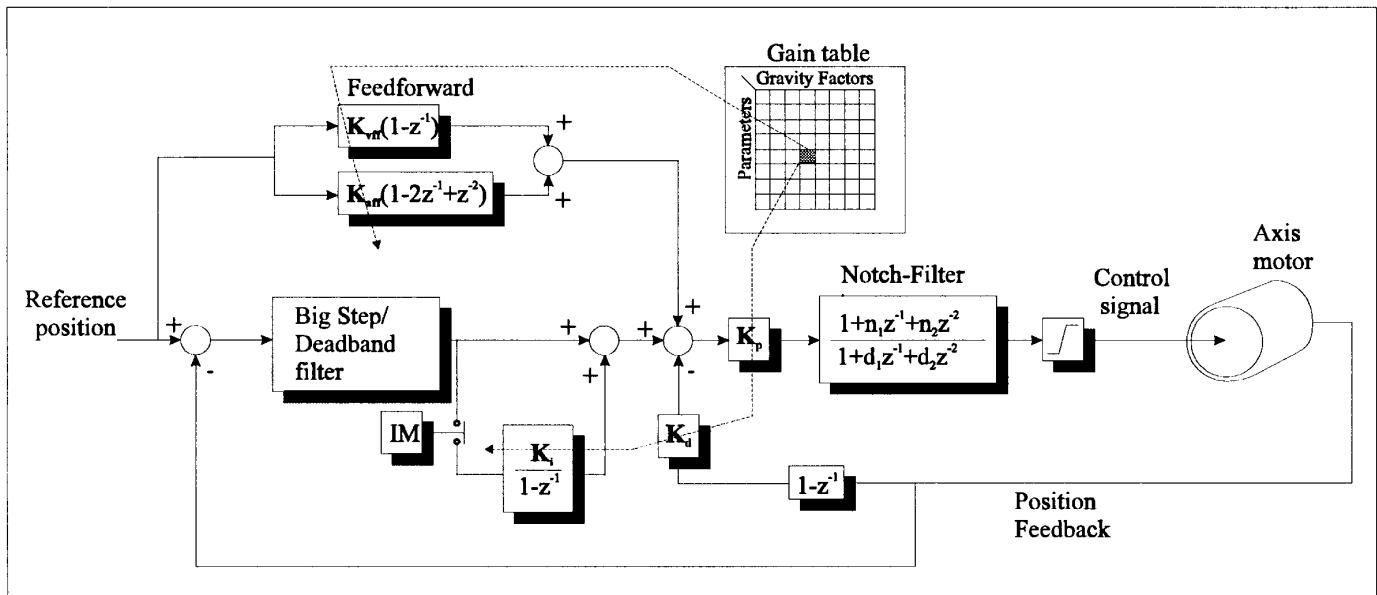 Gain table
Gravity Factors
Parameters
Feedforward
Kvff(1-z⁻¹)
+
Kaff(1-2z⁻¹+z⁻²)
+
Reference
position
+
-
Big Step/
Deadband
filter
+
+
+
+
-
Kp
Notch-Filter
1+n₁z⁻¹+n₂z⁻²
1+d₁z⁻¹+d₂z⁻²
Control
signal
Axis
motor
IM
Ki
1-z⁻¹
Kd
1-z⁻¹
Position
Feedback